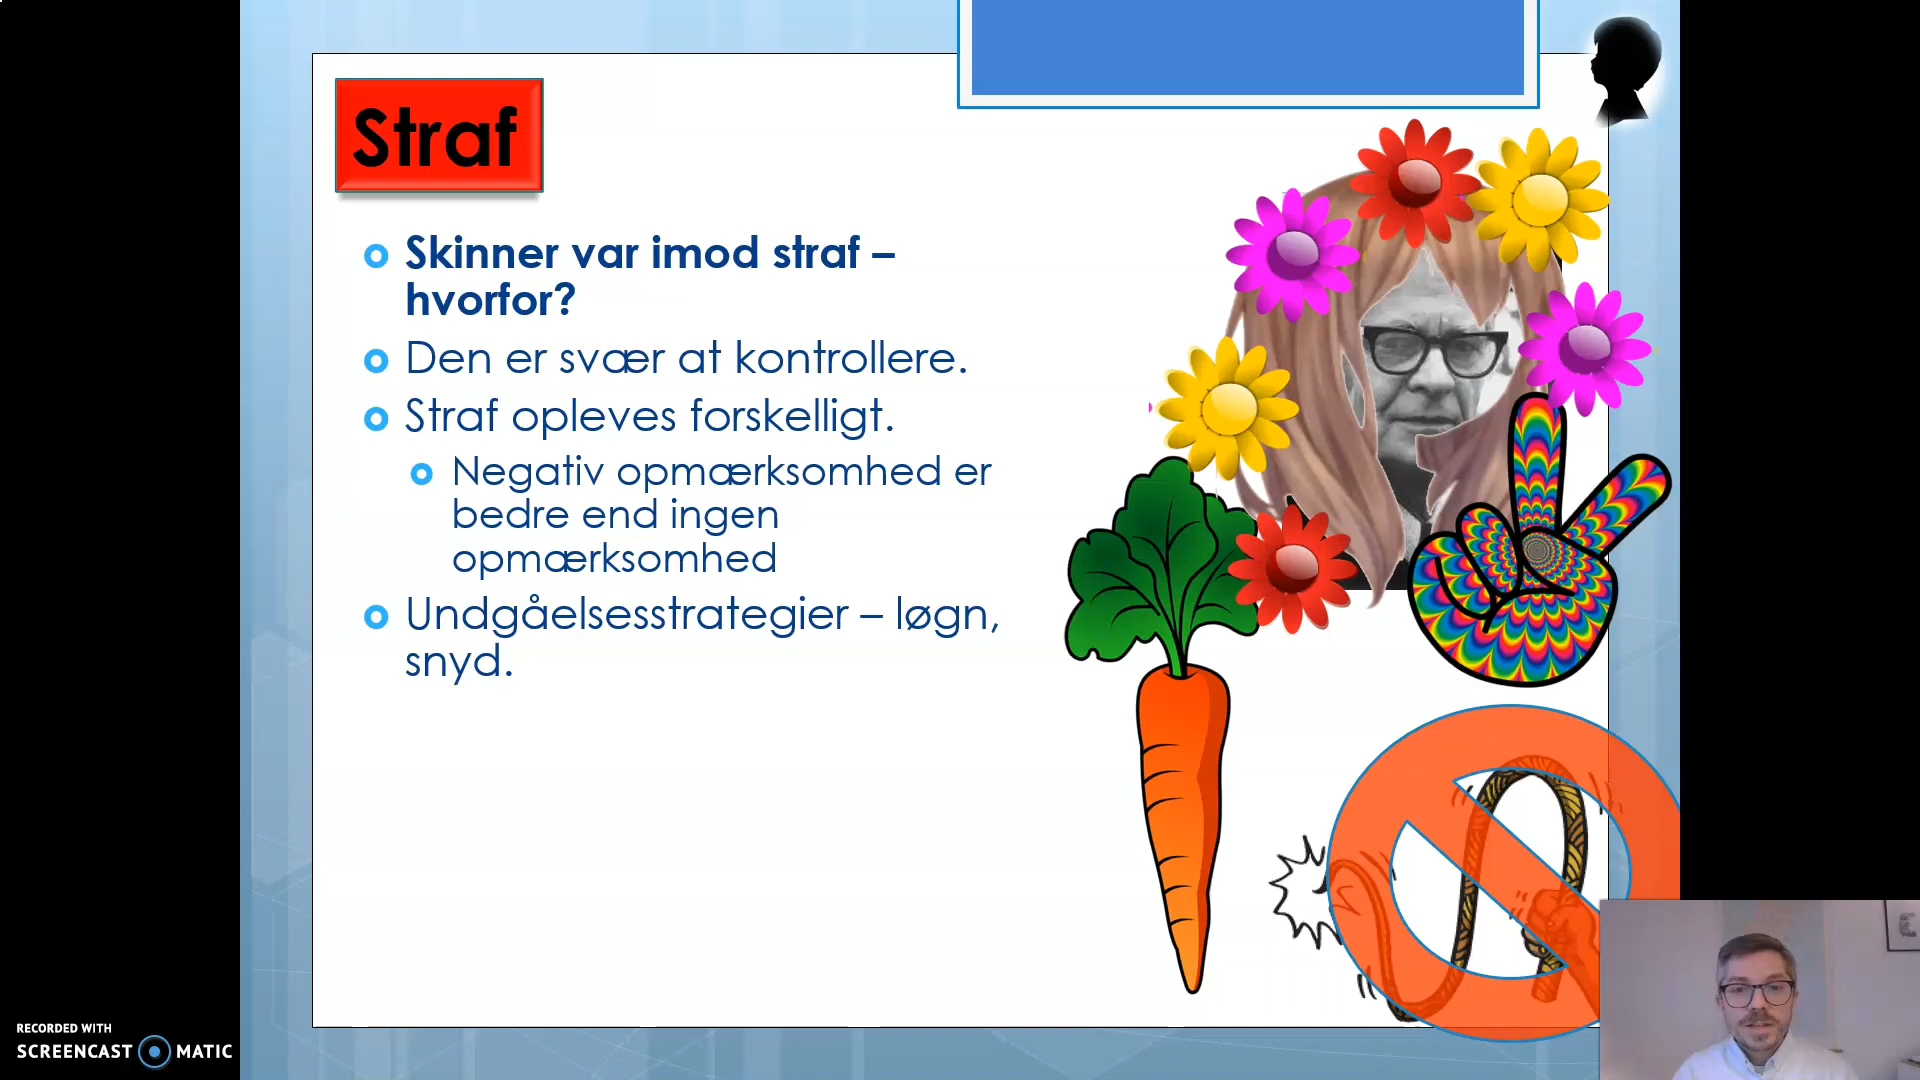 Straf
Skinner var imod straf –
hvorfor?
Den er svær at kontrollere.
Straf opleves forskelligt.
Negativ opmærksomhed er
bedre end ingen
opmærksomhed
Undgåelsesstrategier – løgn,
snyd.
RECORDED WITH
SCREENCAST MATIC